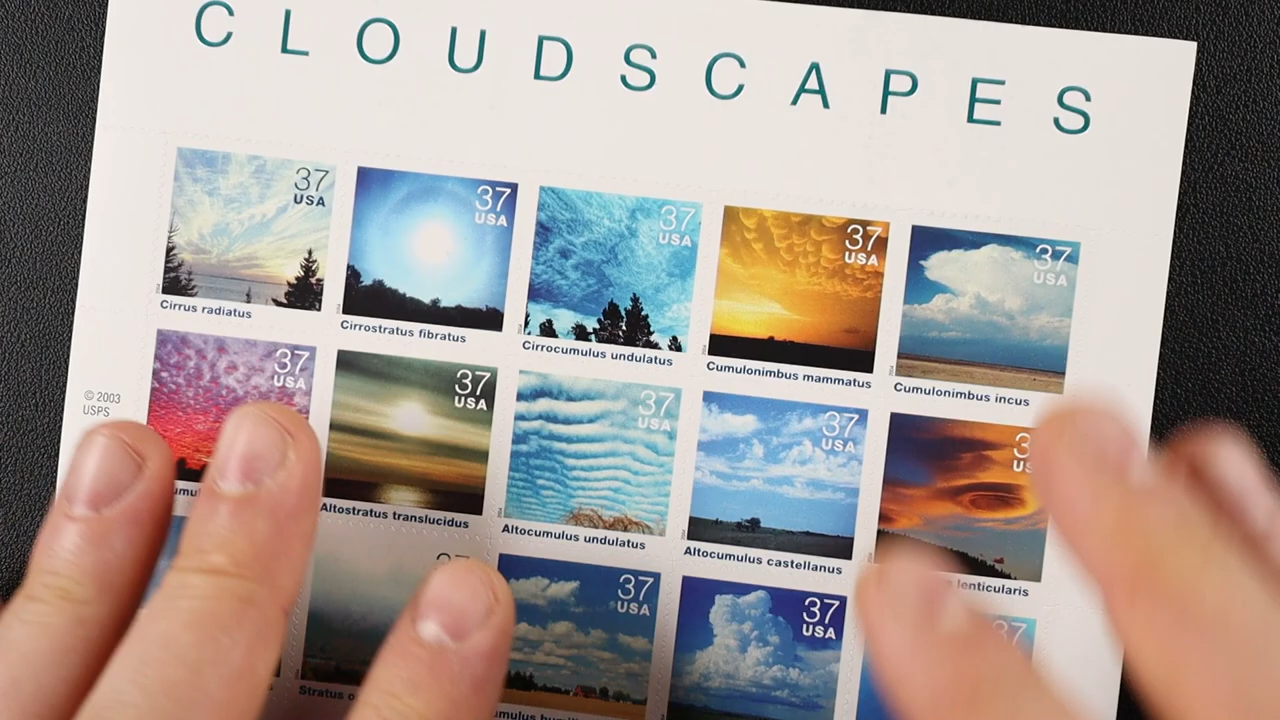 CLOUDSCAPES
37
USA
37
USA
37
USA
37
USA
37
USA
Cirrus radiatus
Cirrostratus fibratus
Cirrocumulus undulatus
Cumulonimbus mammatus
Cumulonimbus incus
37
USA
37
USA
37
USA
37
USA
© 2003
USPS
Altostratus translucidus
Altocumulus undulatus
Altocumulus castellanus
lenticularis
37
USA
37
USA
37
Stratus